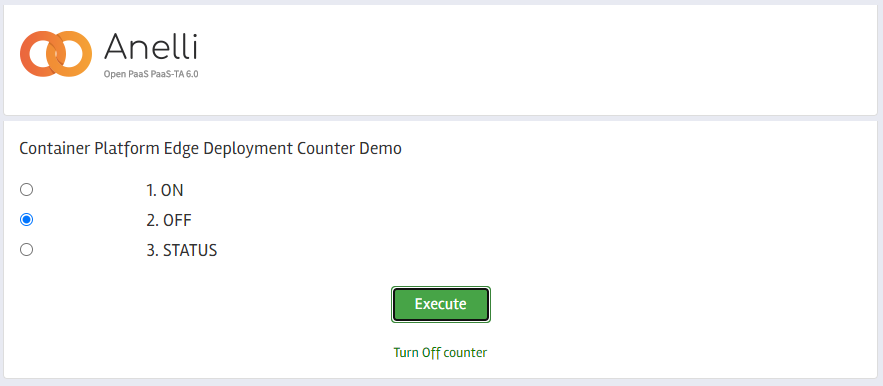 Anelli
Open PaaS PaaS-TA 6.0
Container Platform Edge Deployment Counter Demo
1. ON
2. OFF
3. STATUS
Execute
Turn Off counter